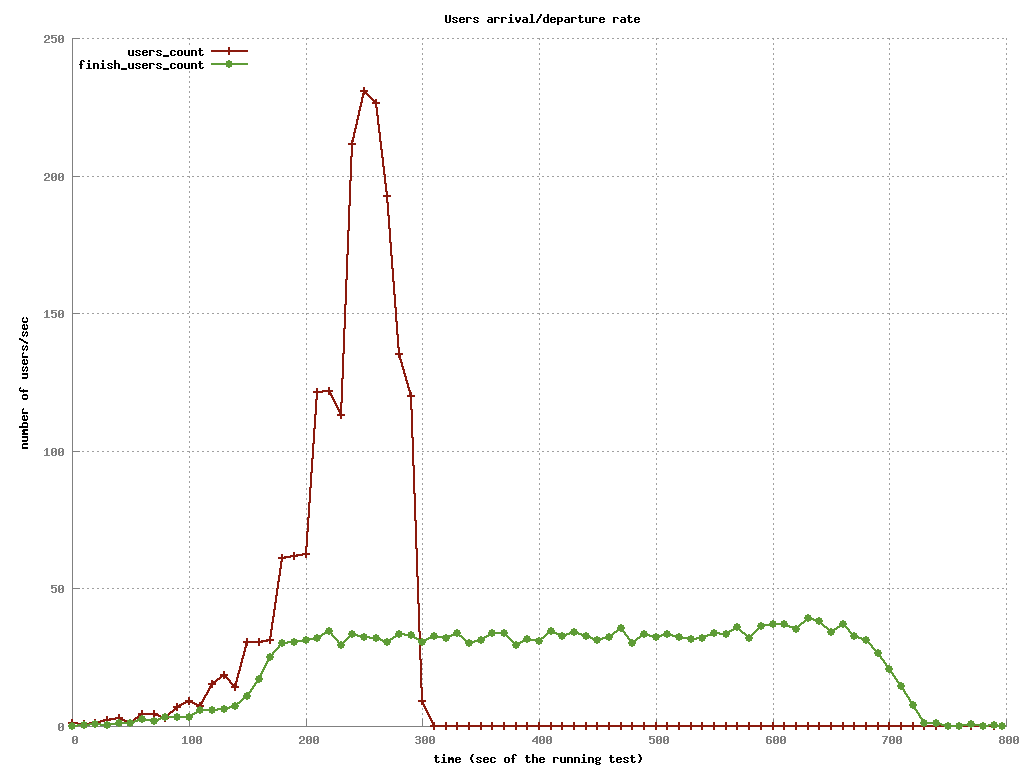 Users arrival/departure rate
250
users_count
finish_users_count
200
150
number of users/sec
100
50
0
0 100 200 300 400 500 600 700 800
time (sec of the running test)